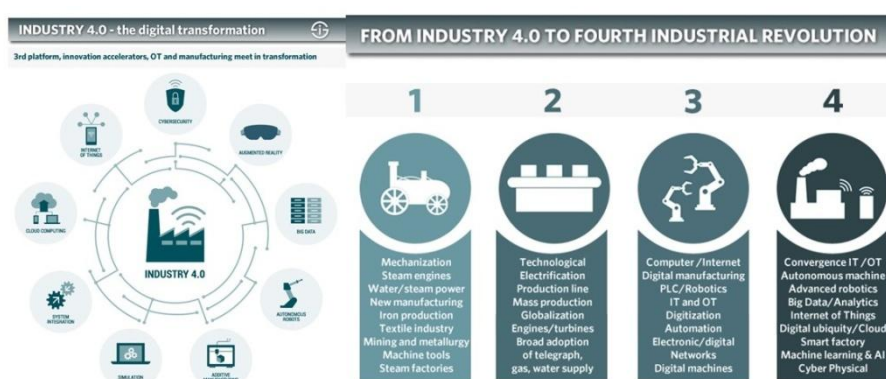 INDUSTRY 4.0 - the digital transformation
3rd platform, innovation accelerators, OT and manufacturing meet in transformation
CYBERSECURITY
INTERNET
OF THINGS
AUGMENTED REALITY
CLOUD COMPUTING
BIG DATA
INDUSTRY 4.0
SYSTEM
INTEGRATION
AUTONOMOUS
ROBOTS
SIMULATION
ADDITIVE
FROM INDUSTRY 4.0 TO FOURTH INDUSTRIAL REVOLUTION
1
Mechanization
Steam engines
Water/steam power
New manufacturing
Iron production
Textile industry
Mining and metallurgy
Machine tools
Steam factories
2
Technological
Electrification
Production line
Mass production
Globalization
Engines/turbines
Broad adoption
of telegraph,
gas, water supply
3
Computer/Internet
Digital manufacturing
PLC/Robotics
IT and OT
Digitization
Automation
Electronic/digital
Networks
Digital machines
4
Convergence IT/OT
Autonomous machine
Advanced robotics
Big Data/Analytics
Internet of Things
Digital ubiquity/Cloud
Smart factory
Machine learning & AI
Cyber Physical